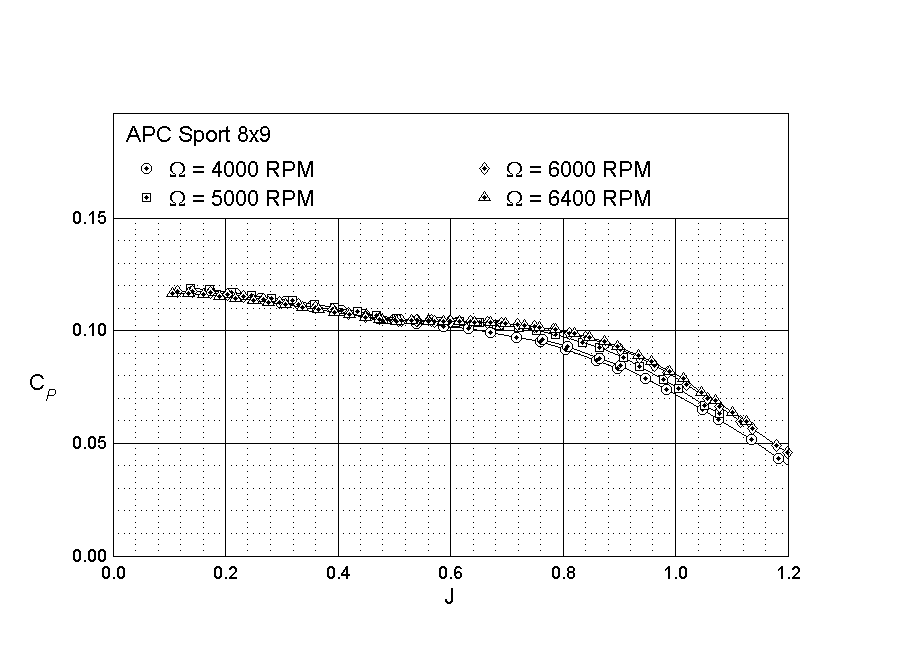 APC Sport 8x9
Ω = 4000 RPM
Ω = 6000 RPM
Ω = 5000 RPM
Ω = 6400 RPM
0.15
0.10
C_P
0.05
0.00
0.0 0.2 0.4 0.6 0.8 1.0 1.2
J